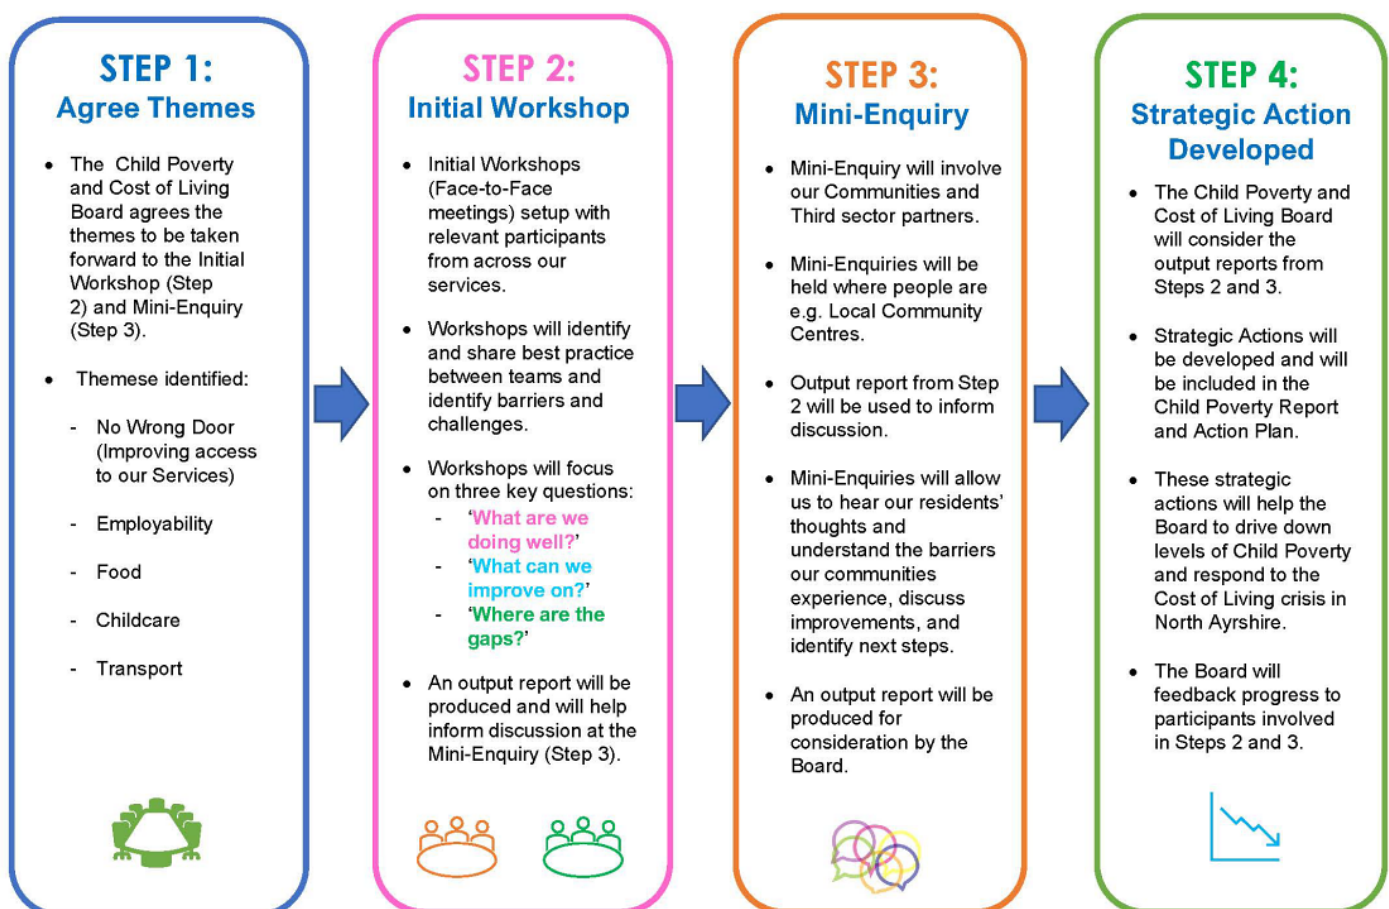 STEP 1:
Agree Themes
• The Child Poverty
and Cost of Living
Board agrees the
themes to be taken
forward to the Initial
Workshop (Step
2) and Mini-Enquiry
(Step 3).
• Themese identified:
- No Wrong Door
(Improving access
to our Services)
- Employability
- Food
- Childcare
- Transport
STEP 2:
Initial Workshop
• Initial Workshops
(Face-to-Face
meetings) setup with
relevant participants
from across our
services.
• Workshops will identify
and share best practice
between teams and
identify barriers and
challenges.
• Workshops will focus
on three key questions:
- ‘What are we
doing well?’
- ‘What can we
improve on?’
- ‘Where are the
gaps?’
• An output report will be
produced and will help
inform discussion at the
Mini-Enquiry (Step 3).
STEP 3:
Mini-Enquiry
• Mini-Enquiry will involve
our Communities and
Third sector partners.
• Mini-Enquiries will be
held where people are
e.g. Local Community
Centres.
• Output report from Step
2 will be used to inform
discussion.
• Mini-Enquiries will allow
us to hear our residents’
thoughts and
understand the barriers
our communities
experience, discuss
improvements, and
identify next steps.
• An output report will be
produced for
consideration by the
Board.
STEP 4:
Strategic Action
Developed
• The Child Poverty and
Cost of Living Board
will consider the
output reports from
Steps 2 and 3.
• Strategic Actions will
be developed and will
be included in the
Child Poverty Report
and Action Plan.
• These strategic
actions will help the
Board to drive down
levels of Child Poverty
and respond to the
Cost of Living crisis in
North Ayrshire.
• The Board will
feedback progress to
participants involved
in Steps 2 and 3.